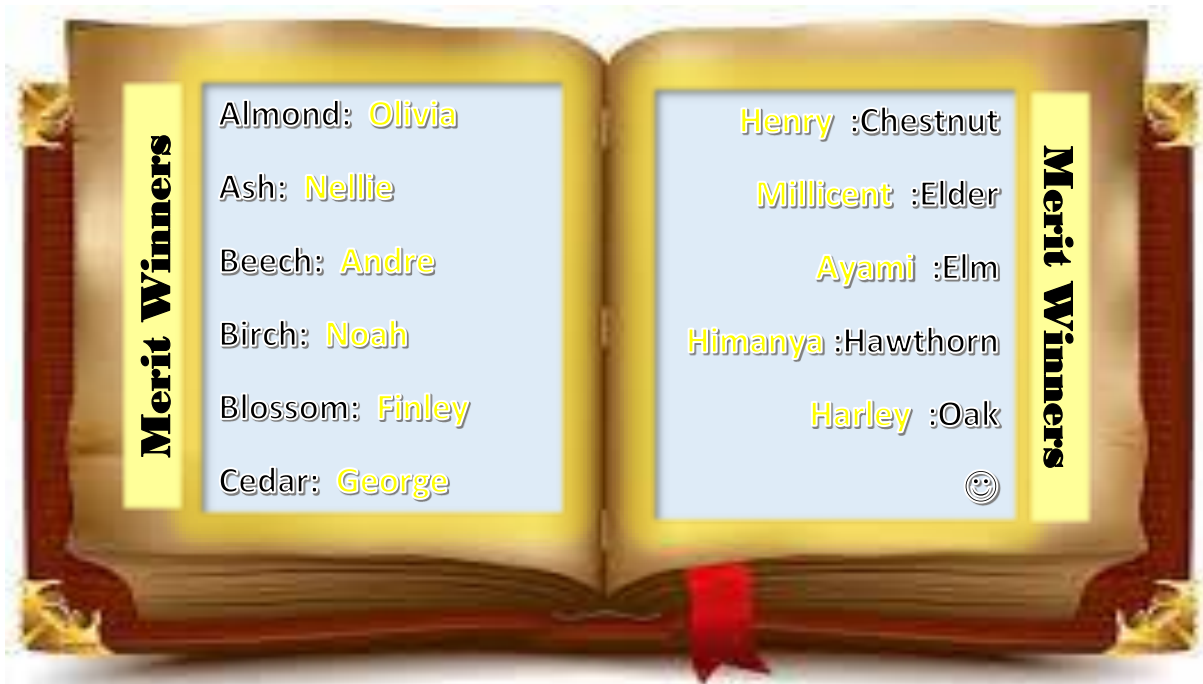 Merit Winners
Almond: Olivia
Ash: Nellie
Beech: Andre
Birch: Noah
Blossom: Finley
Cedar: George
Henry :Chestnut
Millicent :Elder
Ayami :Elm
Himanya :Hawthorn
Harley :Oak
☺
Merit Winners